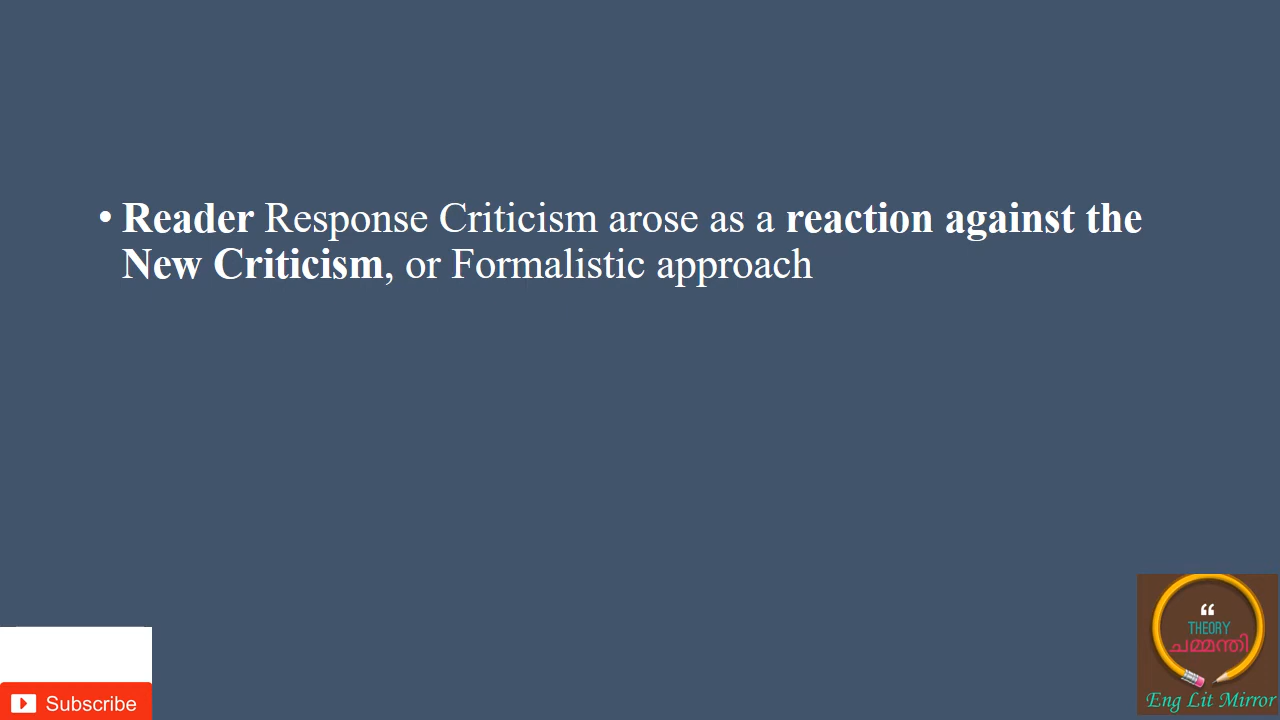 • Reader Response Criticism arose as a reaction against the
New Criticism, or Formalistic approach
“
THEORY
ചമ്മന്തി
Eng Lit Mirror
Subscribe